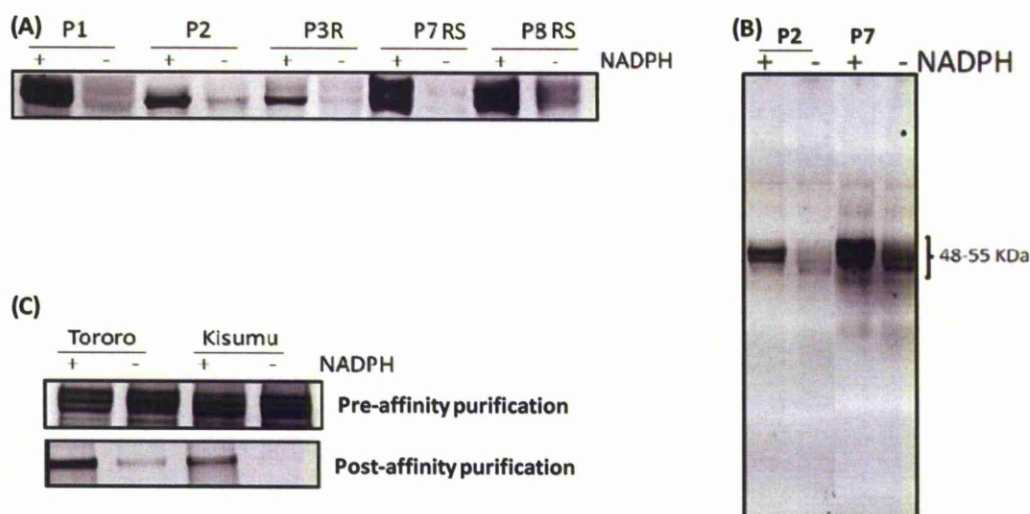 (A) P1 P2 P3R P7 RS P8 RS
+ - + - + - + - + - NADPH
(B) P2 P7
+ - + - NADPH
48-55 KDa
(C)
Tororo Kisumu
+ - + - NADPH
Pre-affinity purification
Post-affinity purification